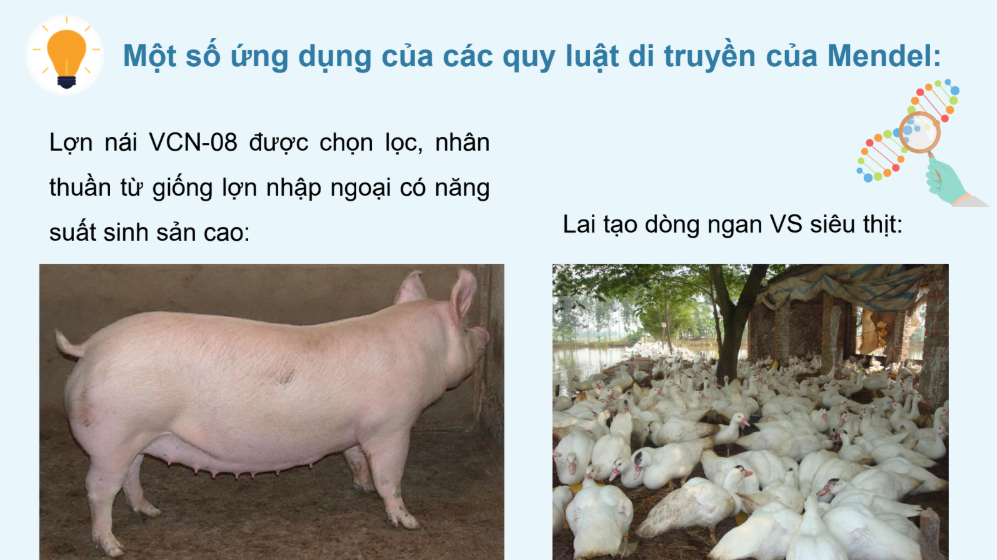 Một số ứng dụng của các quy luật di truyền của Mendel:
Lợn nái VCN-08 được chọn lọc, nhân
thuần từ giống lợn nhập ngoại có năng
suất sinh sản cao:
Lai tạo dòng ngan VS siêu thịt: